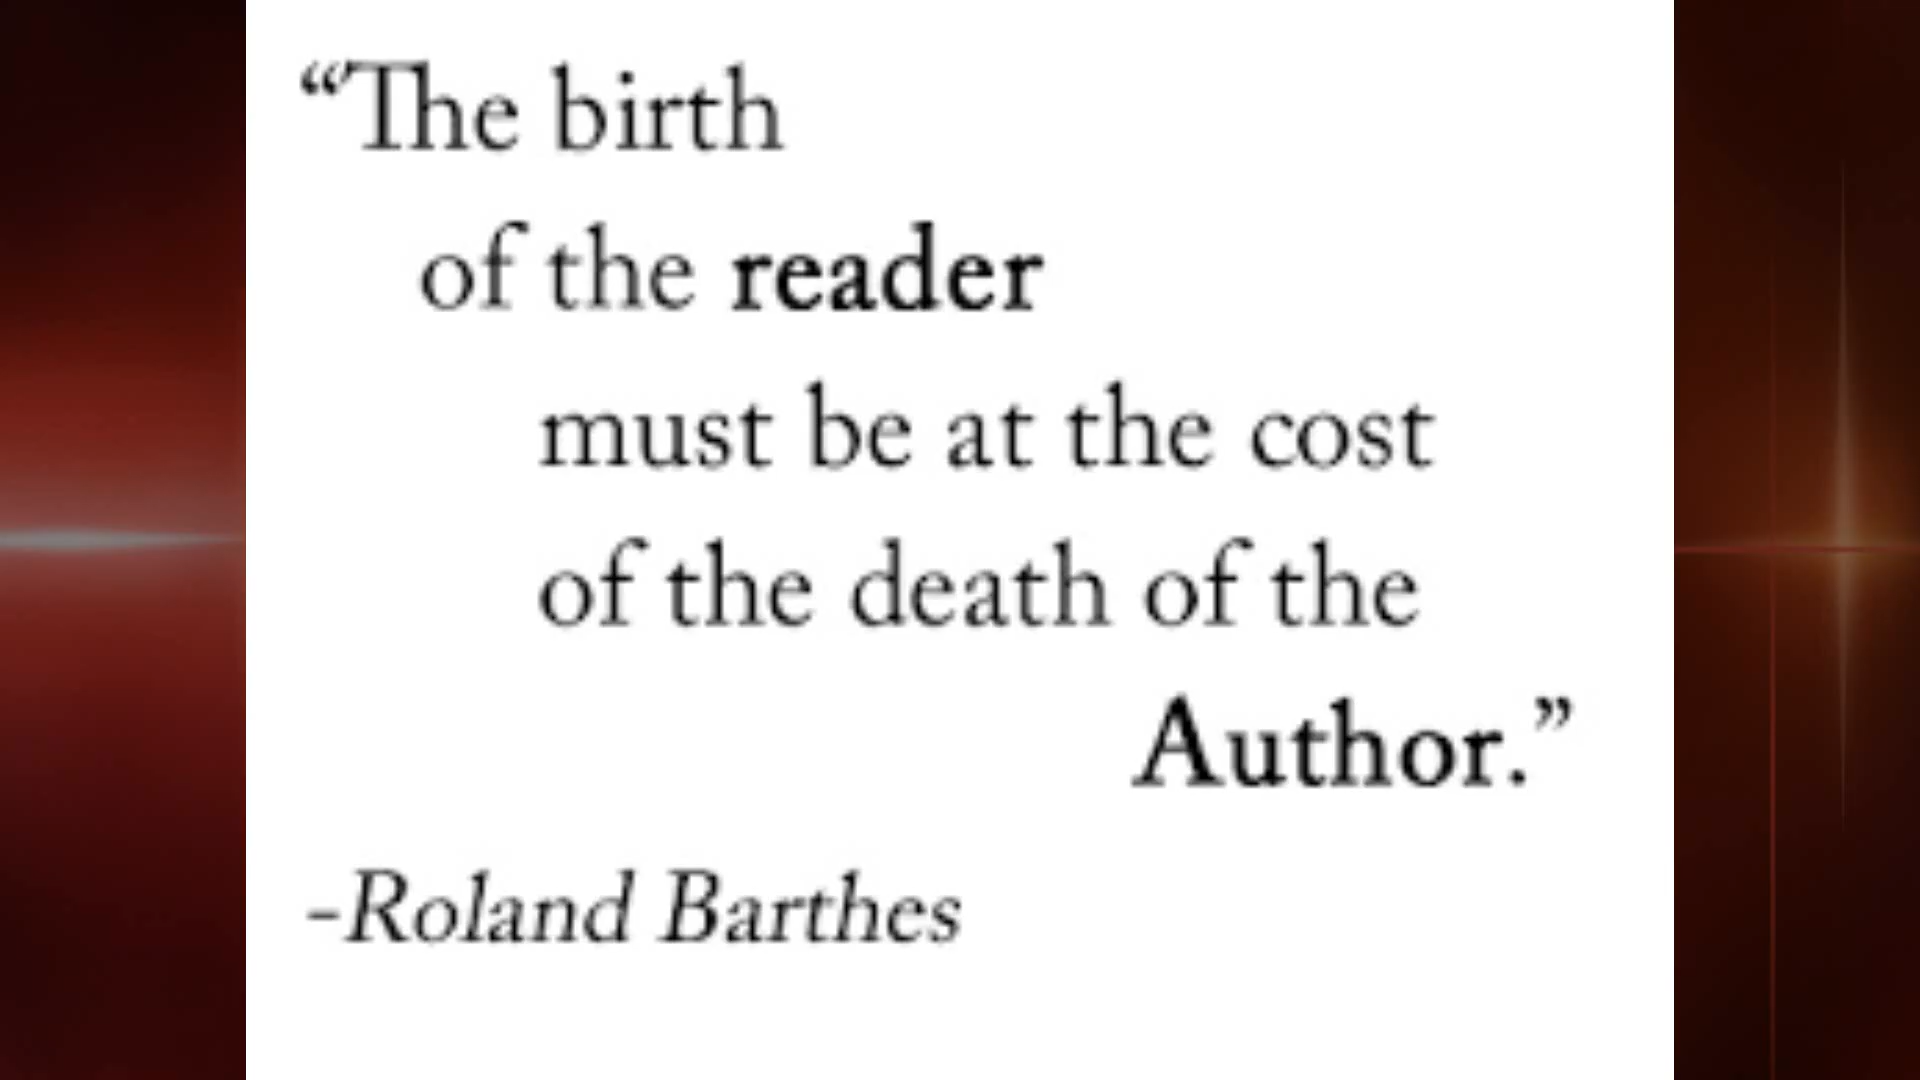 “The birth
of the reader
must be at the cost
of the death of the
Author.”
-Roland Barthes